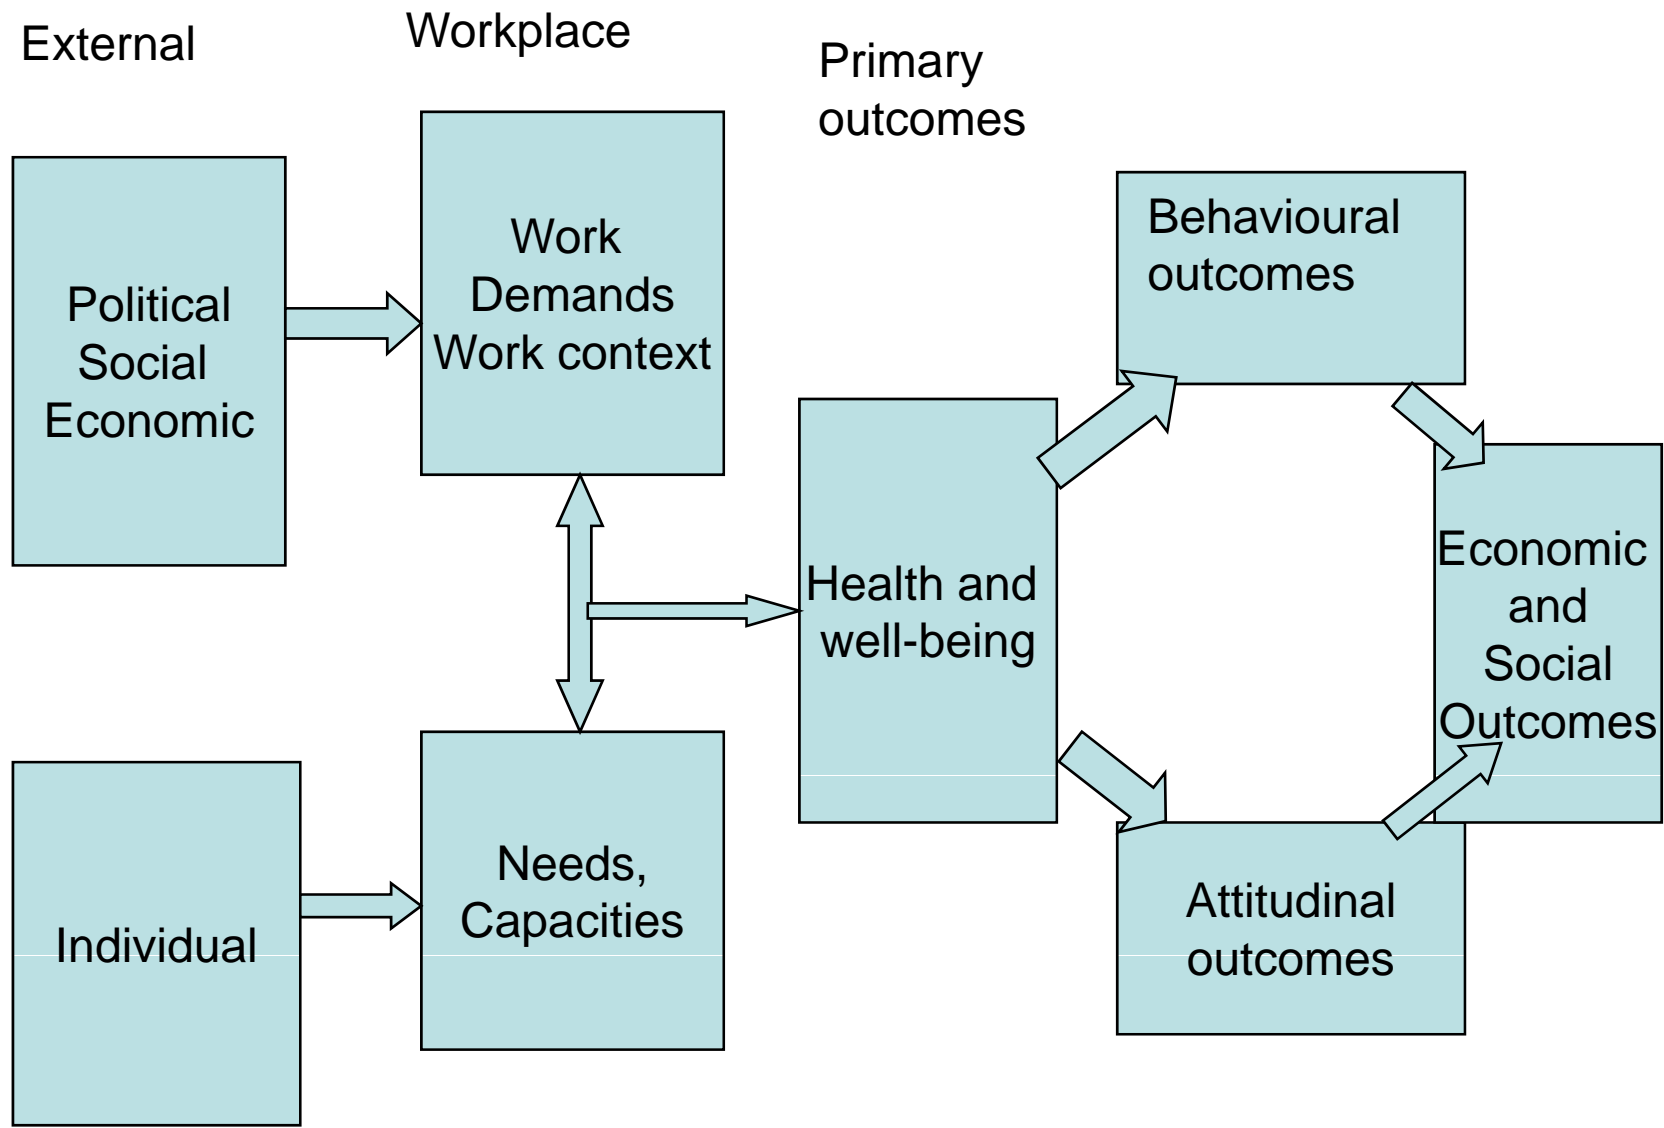 External
Workplace
Primary
outcomes
Political
Social
Economic
Work
Demands
Work context
Behavioural
outcomes
Health and
well-being
Economic
and
Social
Outcomes
Individual
Needs,
Capacities
Attitudinal
outcomes